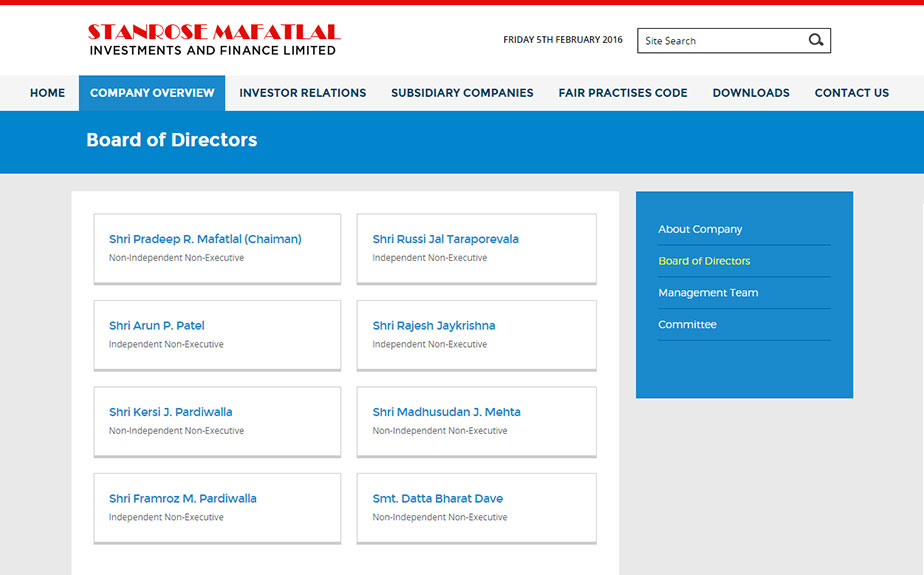 STANROSE MAFATLAL
INVESTMENTS AND FINANCE LIMITED
FRIDAY 5TH FEBRUARY 2016
Site Search
HOME
COMPANY OVERVIEW
INVESTOR RELATIONS
SUBSIDIARY COMPANIES
FAIR PRACTISES CODE
DOWNLOADS
CONTACT US
Board of Directors
Shri Pradeep R. Mafatlal (Chaiman)
Non-Independent Non-Executive
Shri Russi Jal Taraporevala
Independent Non-Executive
Shri Arun P. Patel
Independent Non-Executive
Shri Rajesh Jaykrishna
Independent Non-Executive
Shri Kersi J. Pardiwalla
Non-Independent Non-Executive
Shri Madhusudan J. Mehta
Non-Independent Non-Executive
Shri Framroz M. Pardiwalla
Independent Non-Executive
Smt. Datta Bharat Dave
Non-Independent Non-Executive
About Company
Board of Directors
Management Team
Committee